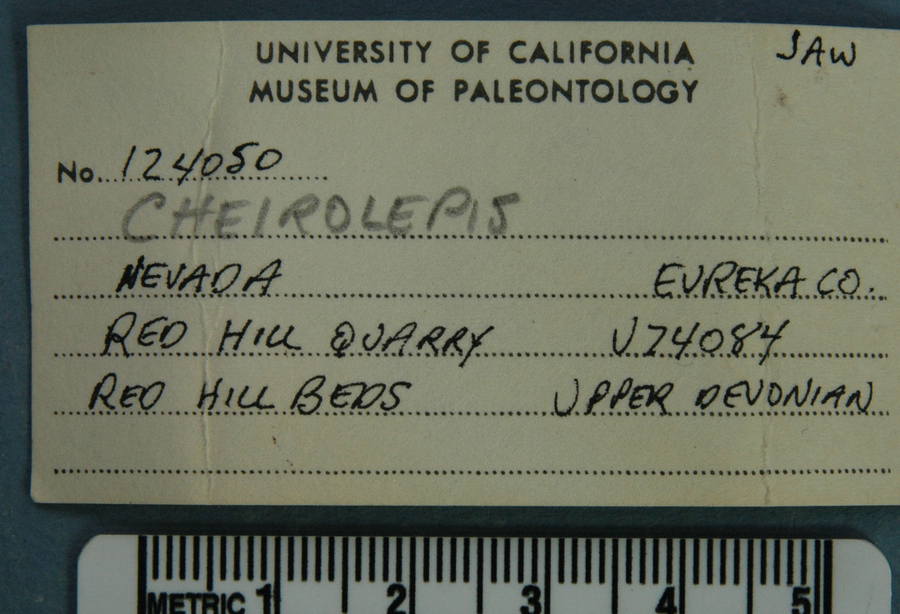 UNIVERSITY OF CALIFORNIA JAW
MUSEUM OF PALEONTOLOGY
No. 124050
CHEIROLEPIS
NEVADA EUREKA CO.
RED HILL QUARRY V74084
RED HILL BEDS UPPER DEVONIAN
METRIC 1 2 3 4 5